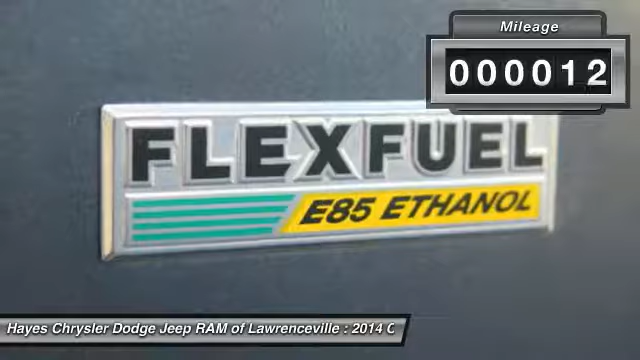 Mileage
000012
FLEXFUEL
E85 ETHANOL
Hayes Chrysler Dodge Jeep RAM of Lawrenceville : 2014